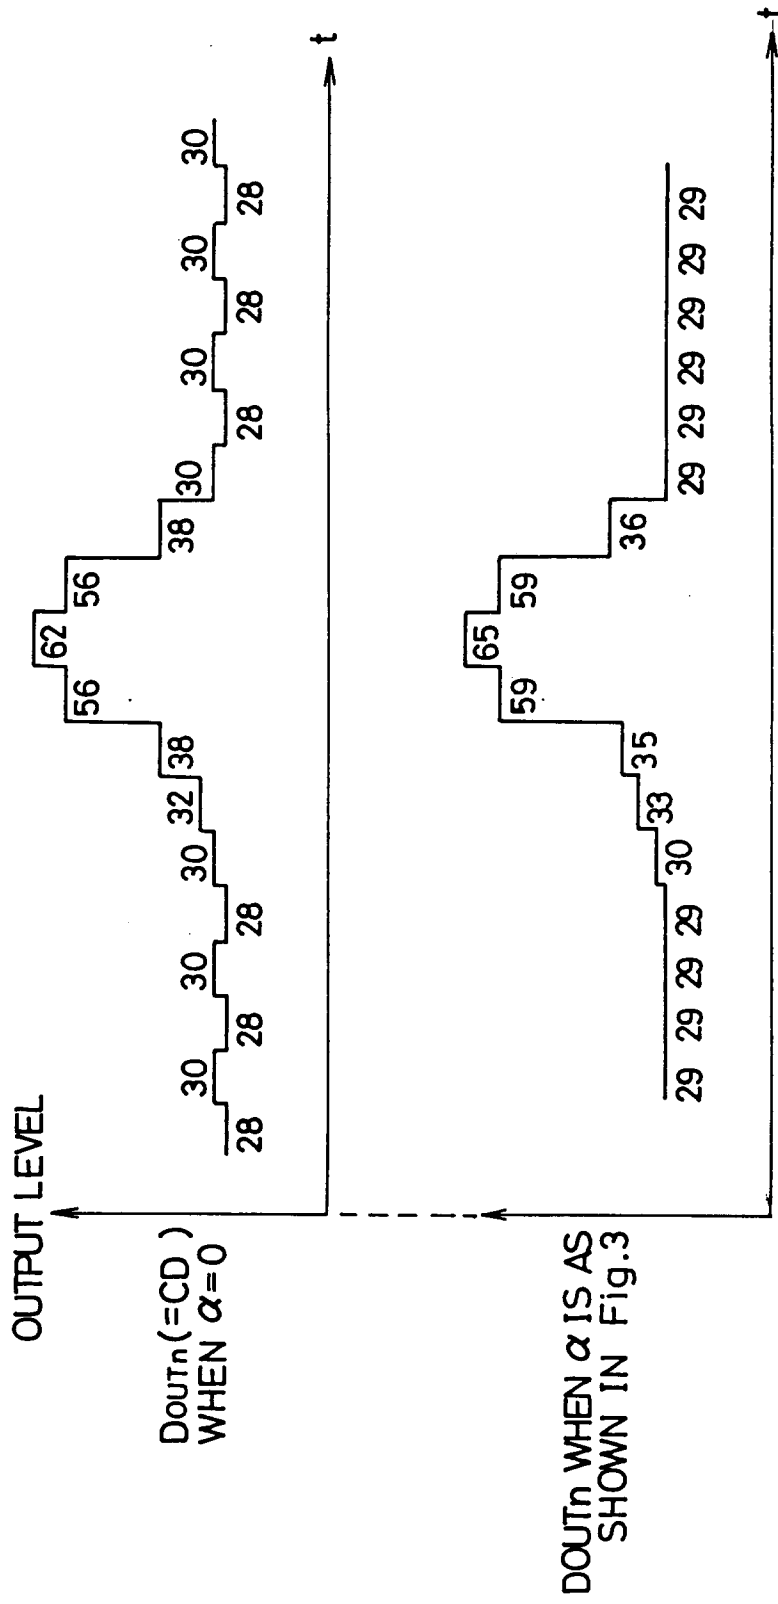 OUTPUT LEVEL
DOUTn(=CD)
WHEN α=0
28 30 28 30 28 30 32 38 56 62 56 38 30 28 30 28 30 28 30
t
DOUTn WHEN α IS AS
SHOWN IN Fig.3
29 29 29 29 30 33 35 59 65 59 36 29 29 29 29 29 29
t